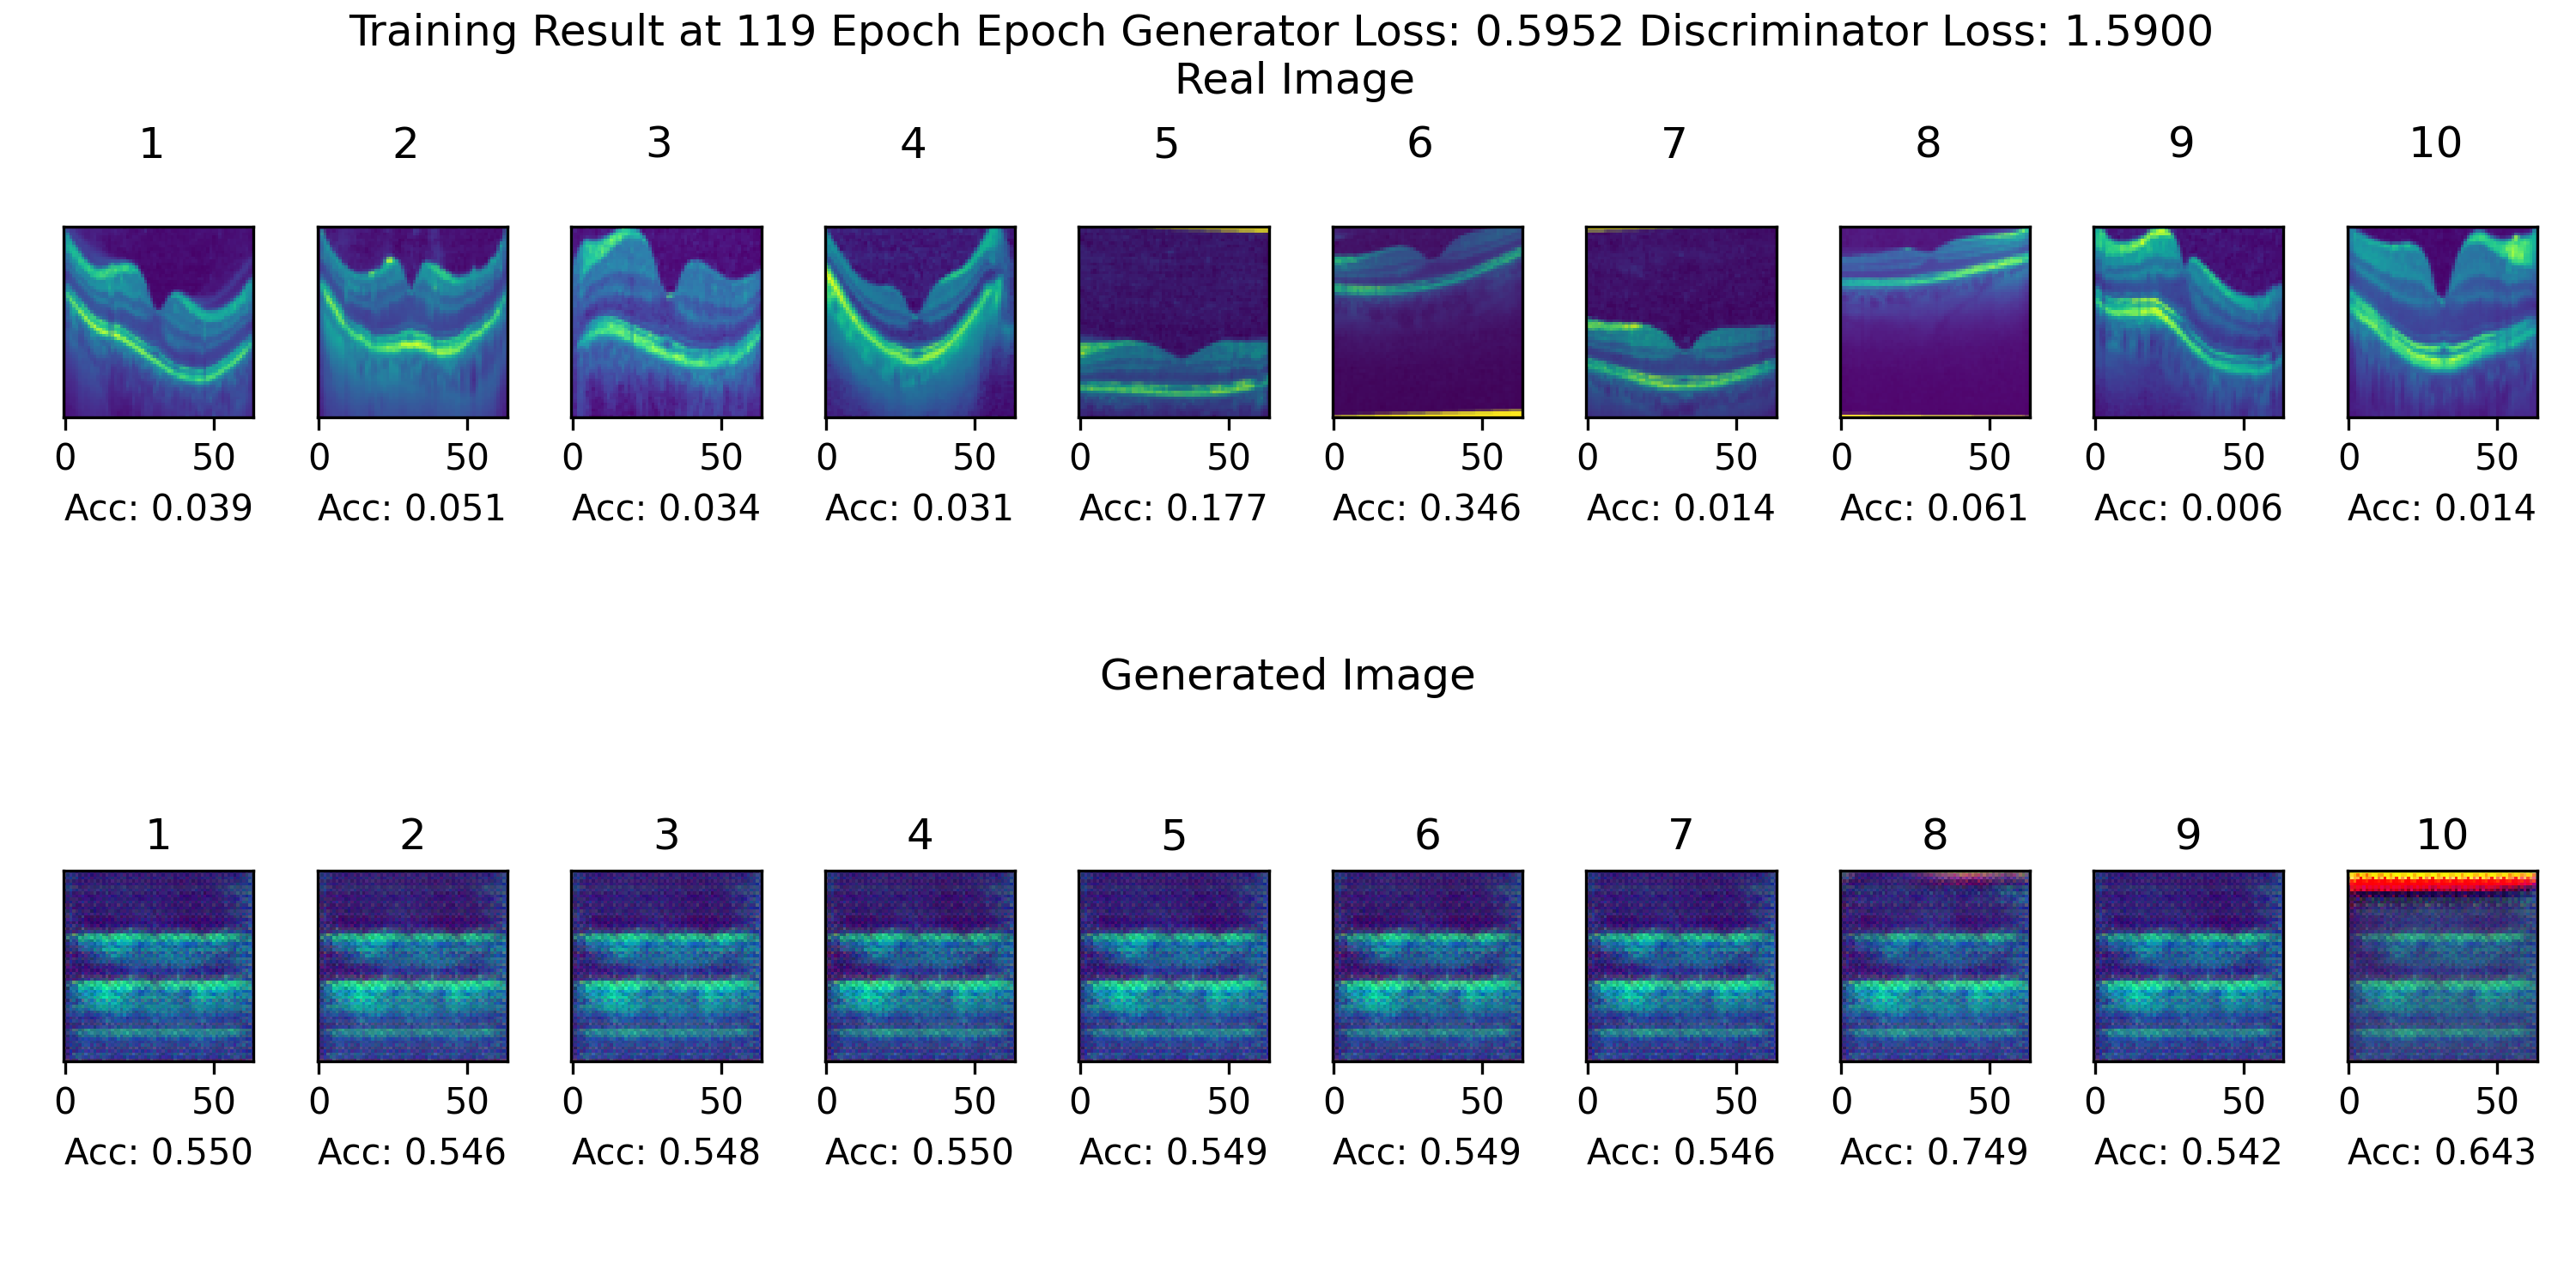 Training Result at 119 Epoch Epoch Generator Loss: 0.5952 Discriminator Loss: 1.5900
Real Image
1 2 3 4 5 6 7 8 9 10
0 50 0 50 0 50 0 50 0 50 0 50 0 50 0 50 0 50 0 50
Acc: 0.039 Acc: 0.051 Acc: 0.034 Acc: 0.031 Acc: 0.177 Acc: 0.346 Acc: 0.014 Acc: 0.061 Acc: 0.006 Acc: 0.014
Generated Image
1 2 3 4 5 6 7 8 9 10
0 50 0 50 0 50 0 50 0 50 0 50 0 50 0 50 0 50 0 50
Acc: 0.550 Acc: 0.546 Acc: 0.548 Acc: 0.550 Acc: 0.549 Acc: 0.549 Acc: 0.546 Acc: 0.749 Acc: 0.542 Acc: 0.643